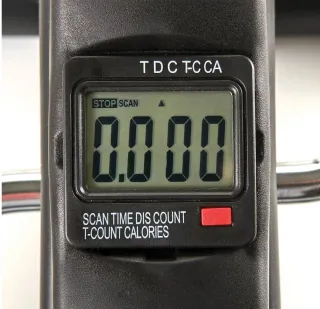 T D C T-C CA
STOP SCAN
0.000
SCAN TIME DIS COUNT
T-COUNT CALORIES